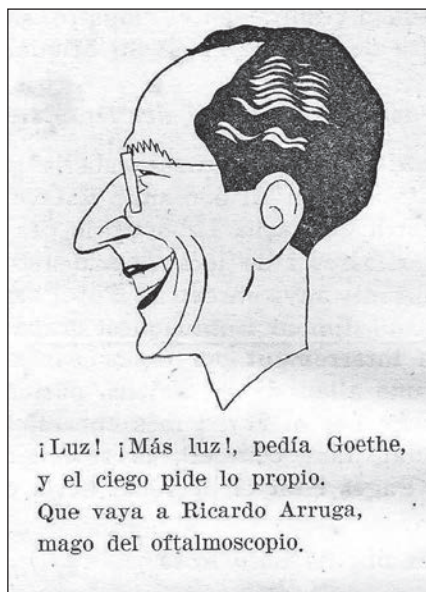 ¡Luz! ¡Más luz!, pedía Goethe,
y el ciego pide lo propio.
Que vaya a Ricardo Arruga,
mago del oftalmoscopio.